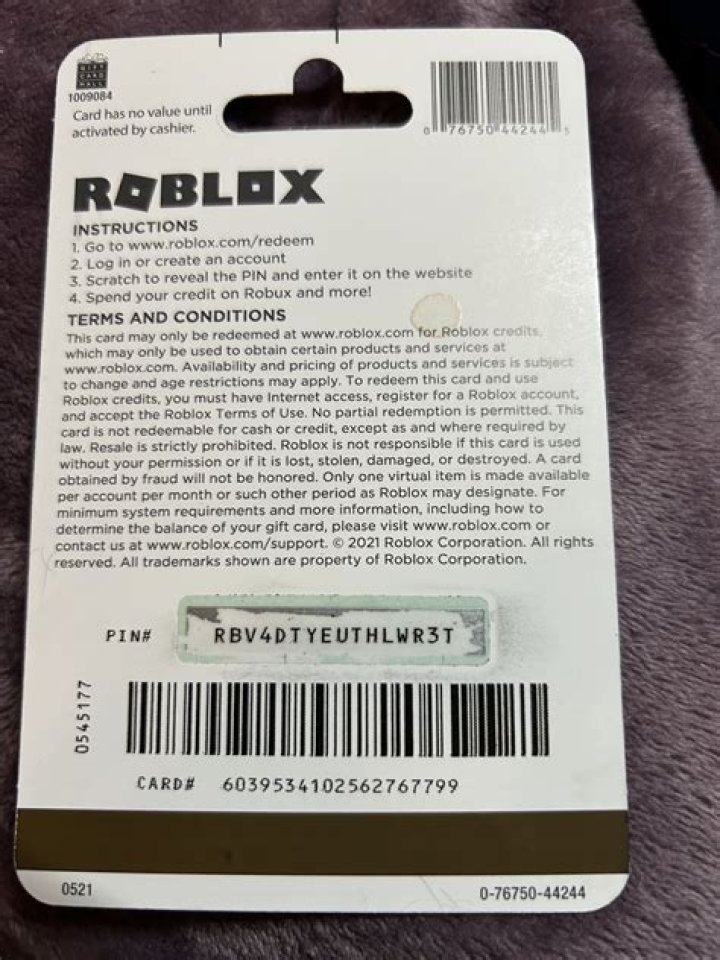 GIFT
CARD
MALL
1009084
Card has no value until
activated by cashier.
0 76750 44244 5
ROBLOX
INSTRUCTIONS
1. Go to www.roblox.com/redeem
2. Log in or create an account
3. Scratch to reveal the PIN and enter it on the website
4. Spend your credit on Robux and more!
TERMS AND CONDITIONS
This card may only be redeemed at www.roblox.com for Roblox credits,
which may only be used to obtain certain products and services at
www.roblox.com. Availability and pricing of products and services is subject
to change and age restrictions may apply. To redeem this card and use
Roblox credits, you must have Internet access, register for a Roblox account,
and accept the Roblox Terms of Use. No partial redemption is permitted. This
card is not redeemable for cash or credit, except as and where required by
law. Resale is strictly prohibited. Roblox is not responsible if this card is used
without your permission or if it is lost, stolen, damaged, or destroyed. A card
obtained by fraud will not be honored. Only one virtual item is made available
per account per month or such other period as Roblox may designate. For
minimum system requirements and more information, including how to
determine the balance of your gift card, please visit www.roblox.com or
contact us at www.roblox.com/support. © 2021 Roblox Corporation. All rights
reserved. All trademarks shown are property of Roblox Corporation.
PIN# RBV4DTYEUTHLWR3T
0545177
CARD# 6039534102562767799
0521 0-76750-44244